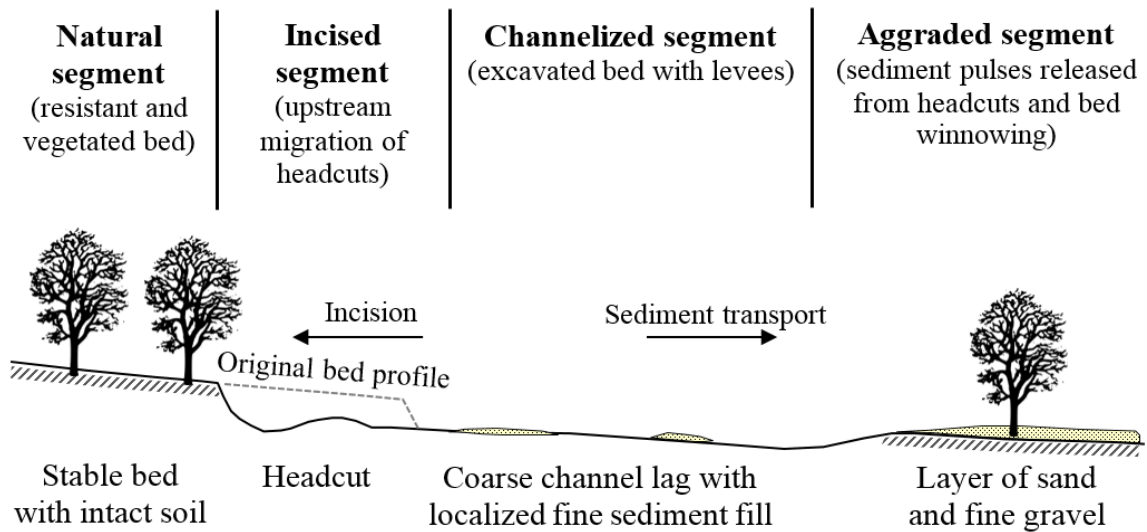 Natural
segment
(resistant and
vegetated bed)
Incised
segment
(upstream
migration of
headcuts)
Channelized segment
(excavated bed with levees)
Aggraded segment
(sediment pulses released
from headcuts and bed
winnowing)
Incision
Sediment transport
Original bed profile
Stable bed
with intact soil
Headcut
Coarse channel lag with
localized fine sediment fill
Layer of sand
and fine gravel